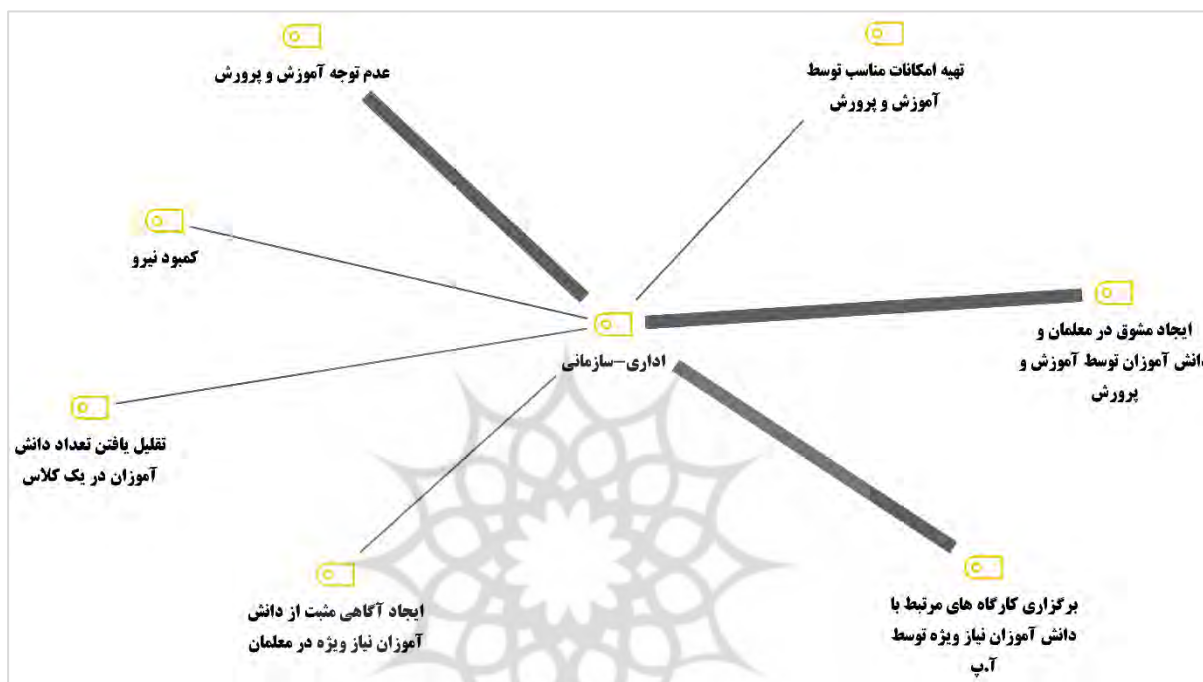 تهیه امکانات مناسب توسط
آموزش و پرورش
عدم توجه آموزش و پرورش
کمبود نیرو
ایجاد مشوق در معلمان و
دانش آموزان توسط آموزش و
پرورش
اداری-سازمانی
تقلیل یافتن تعداد دانش
آموزان در یک کلاس
ایجاد آگاهی مثبت از دانش
آموزان نیاز ویژه در معلمان
برگزاری کارگاه های مرتبط با
دانش آموزان نیاز ویژه توسط
آ.پ